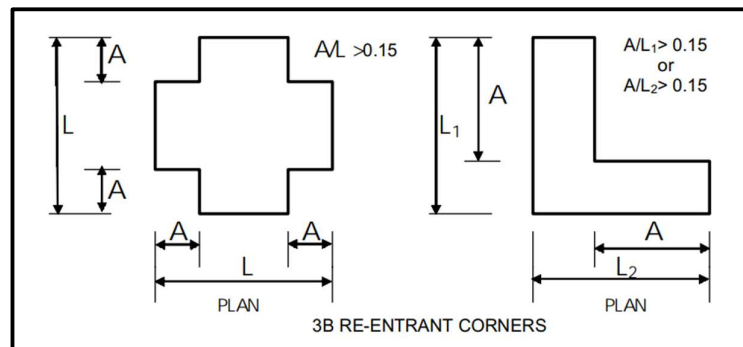 A
A/L >0.15
L
A
A
A
L
PLAN
A/L₁> 0.15
or
A/L₂> 0.15
A
L₁
A
L₂
PLAN
3B RE-ENTRANT CORNERS